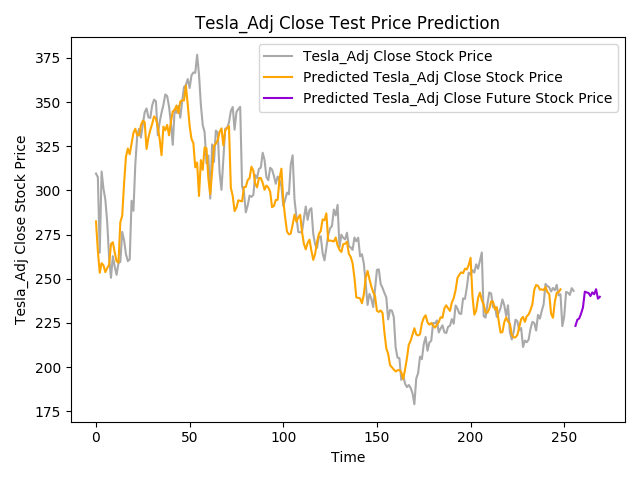 Tesla_Adj Close Test Price Prediction
Tesla_Adj Close Stock Price
Predicted Tesla_Adj Close Stock Price
Predicted Tesla_Adj Close Future Stock Price
Tesla_Adj Close Stock Price
375
350
325
300
275
250
225
200
175
0 50 100 150 200 250
Time